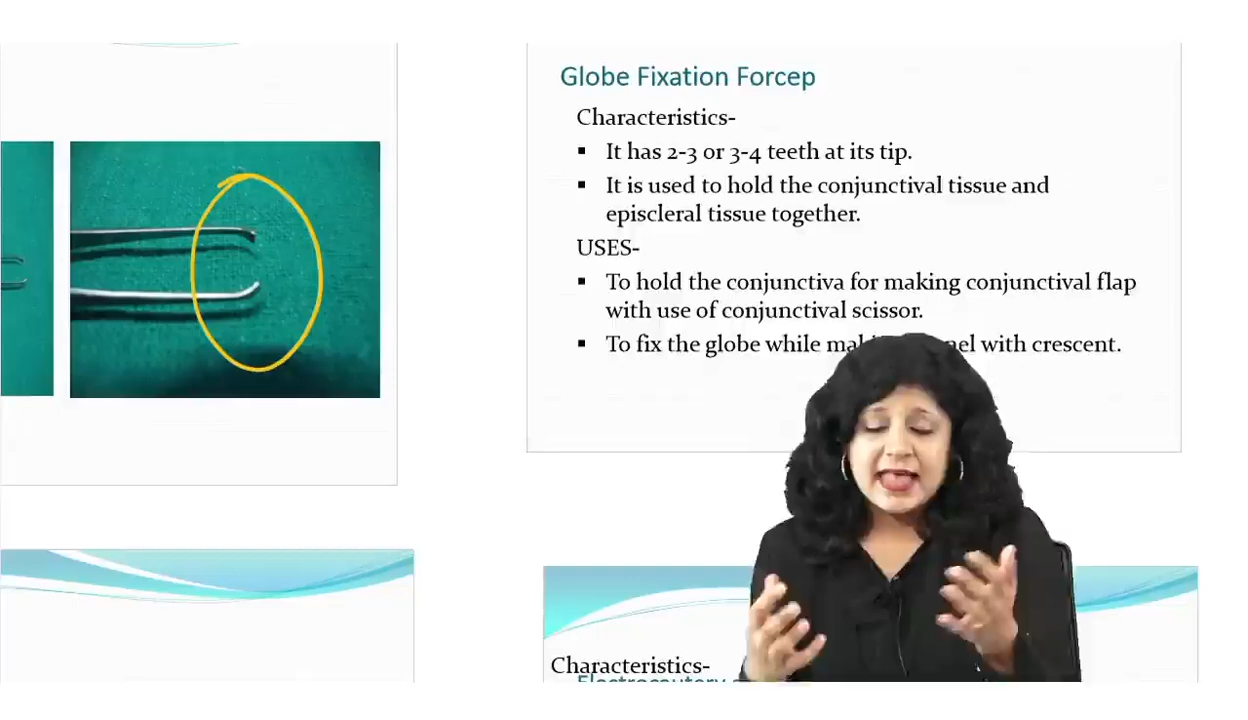 Globe Fixation Forcep
Characteristics-
▪ It has 2-3 or 3-4 teeth at its tip.
▪ It is used to hold the conjunctival tissue and
episcleral tissue together.
USES-
▪ To hold the conjunctiva for making conjunctival flap
with use of conjunctival scissor.
▪ To fix the globe while with crescent.
Characteristics-
Electrocautery